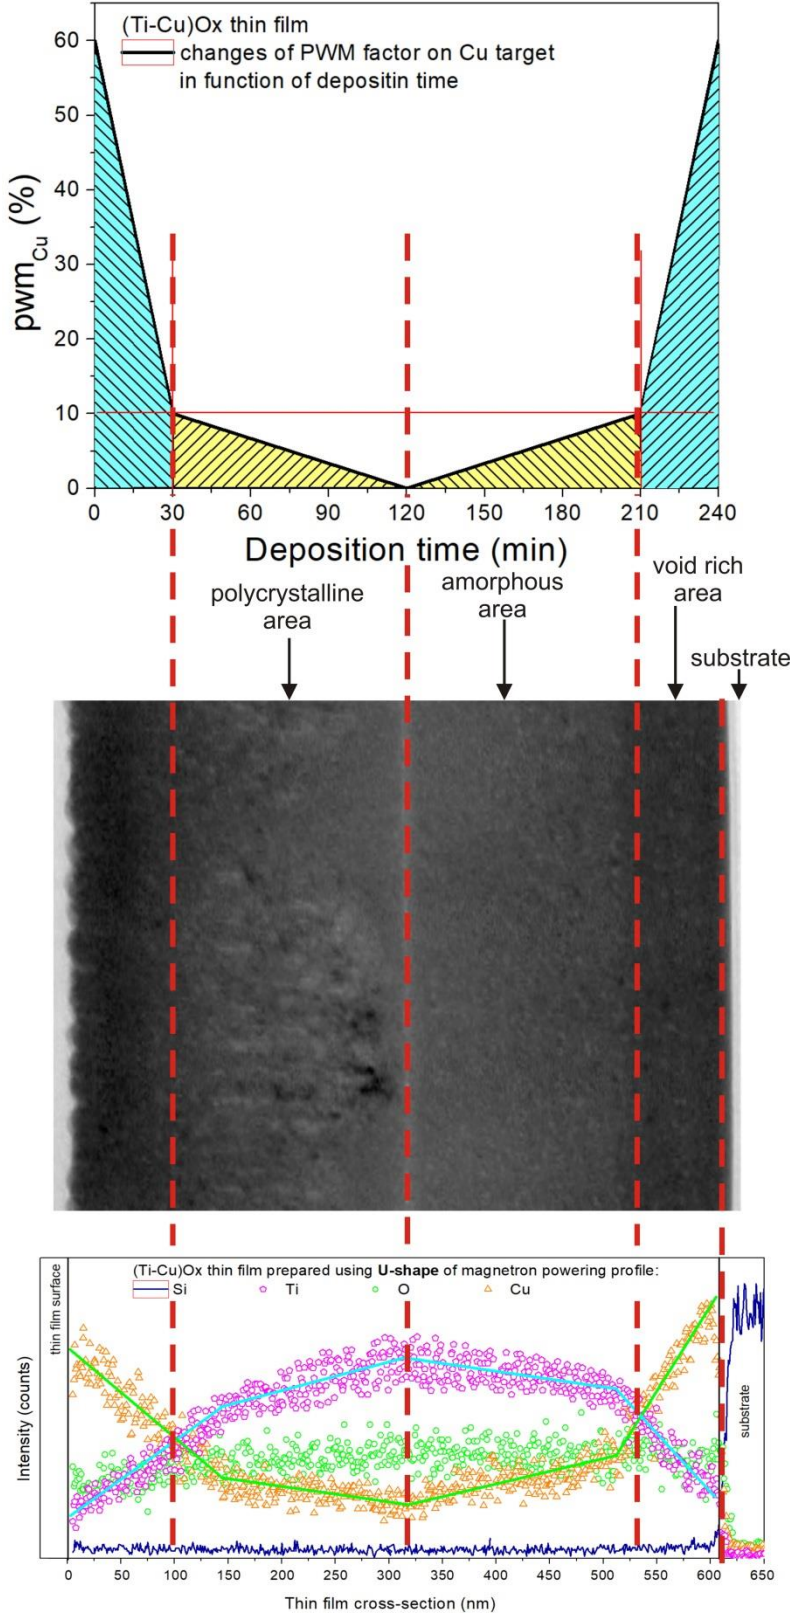 (Ti-Cu)Ox thin film
changes of PWM factor on Cu target
in function of depositin time
pwmCu (%)
60
50
40
30
20
10
0
0 30 60 90 120 150 180 210 240
Deposition time (min)
polycrystalline
area
amorphous
area
void rich
area
substrate
(Ti-Cu)Ox thin film prepared using U-shape of magnetron powering profile:
Si Ti O Cu
thin film surface
Intensity (counts)
substrate
0 50 100 150 200 250 300 350 400 450 500 550 600 650
Thin film cross-section (nm)